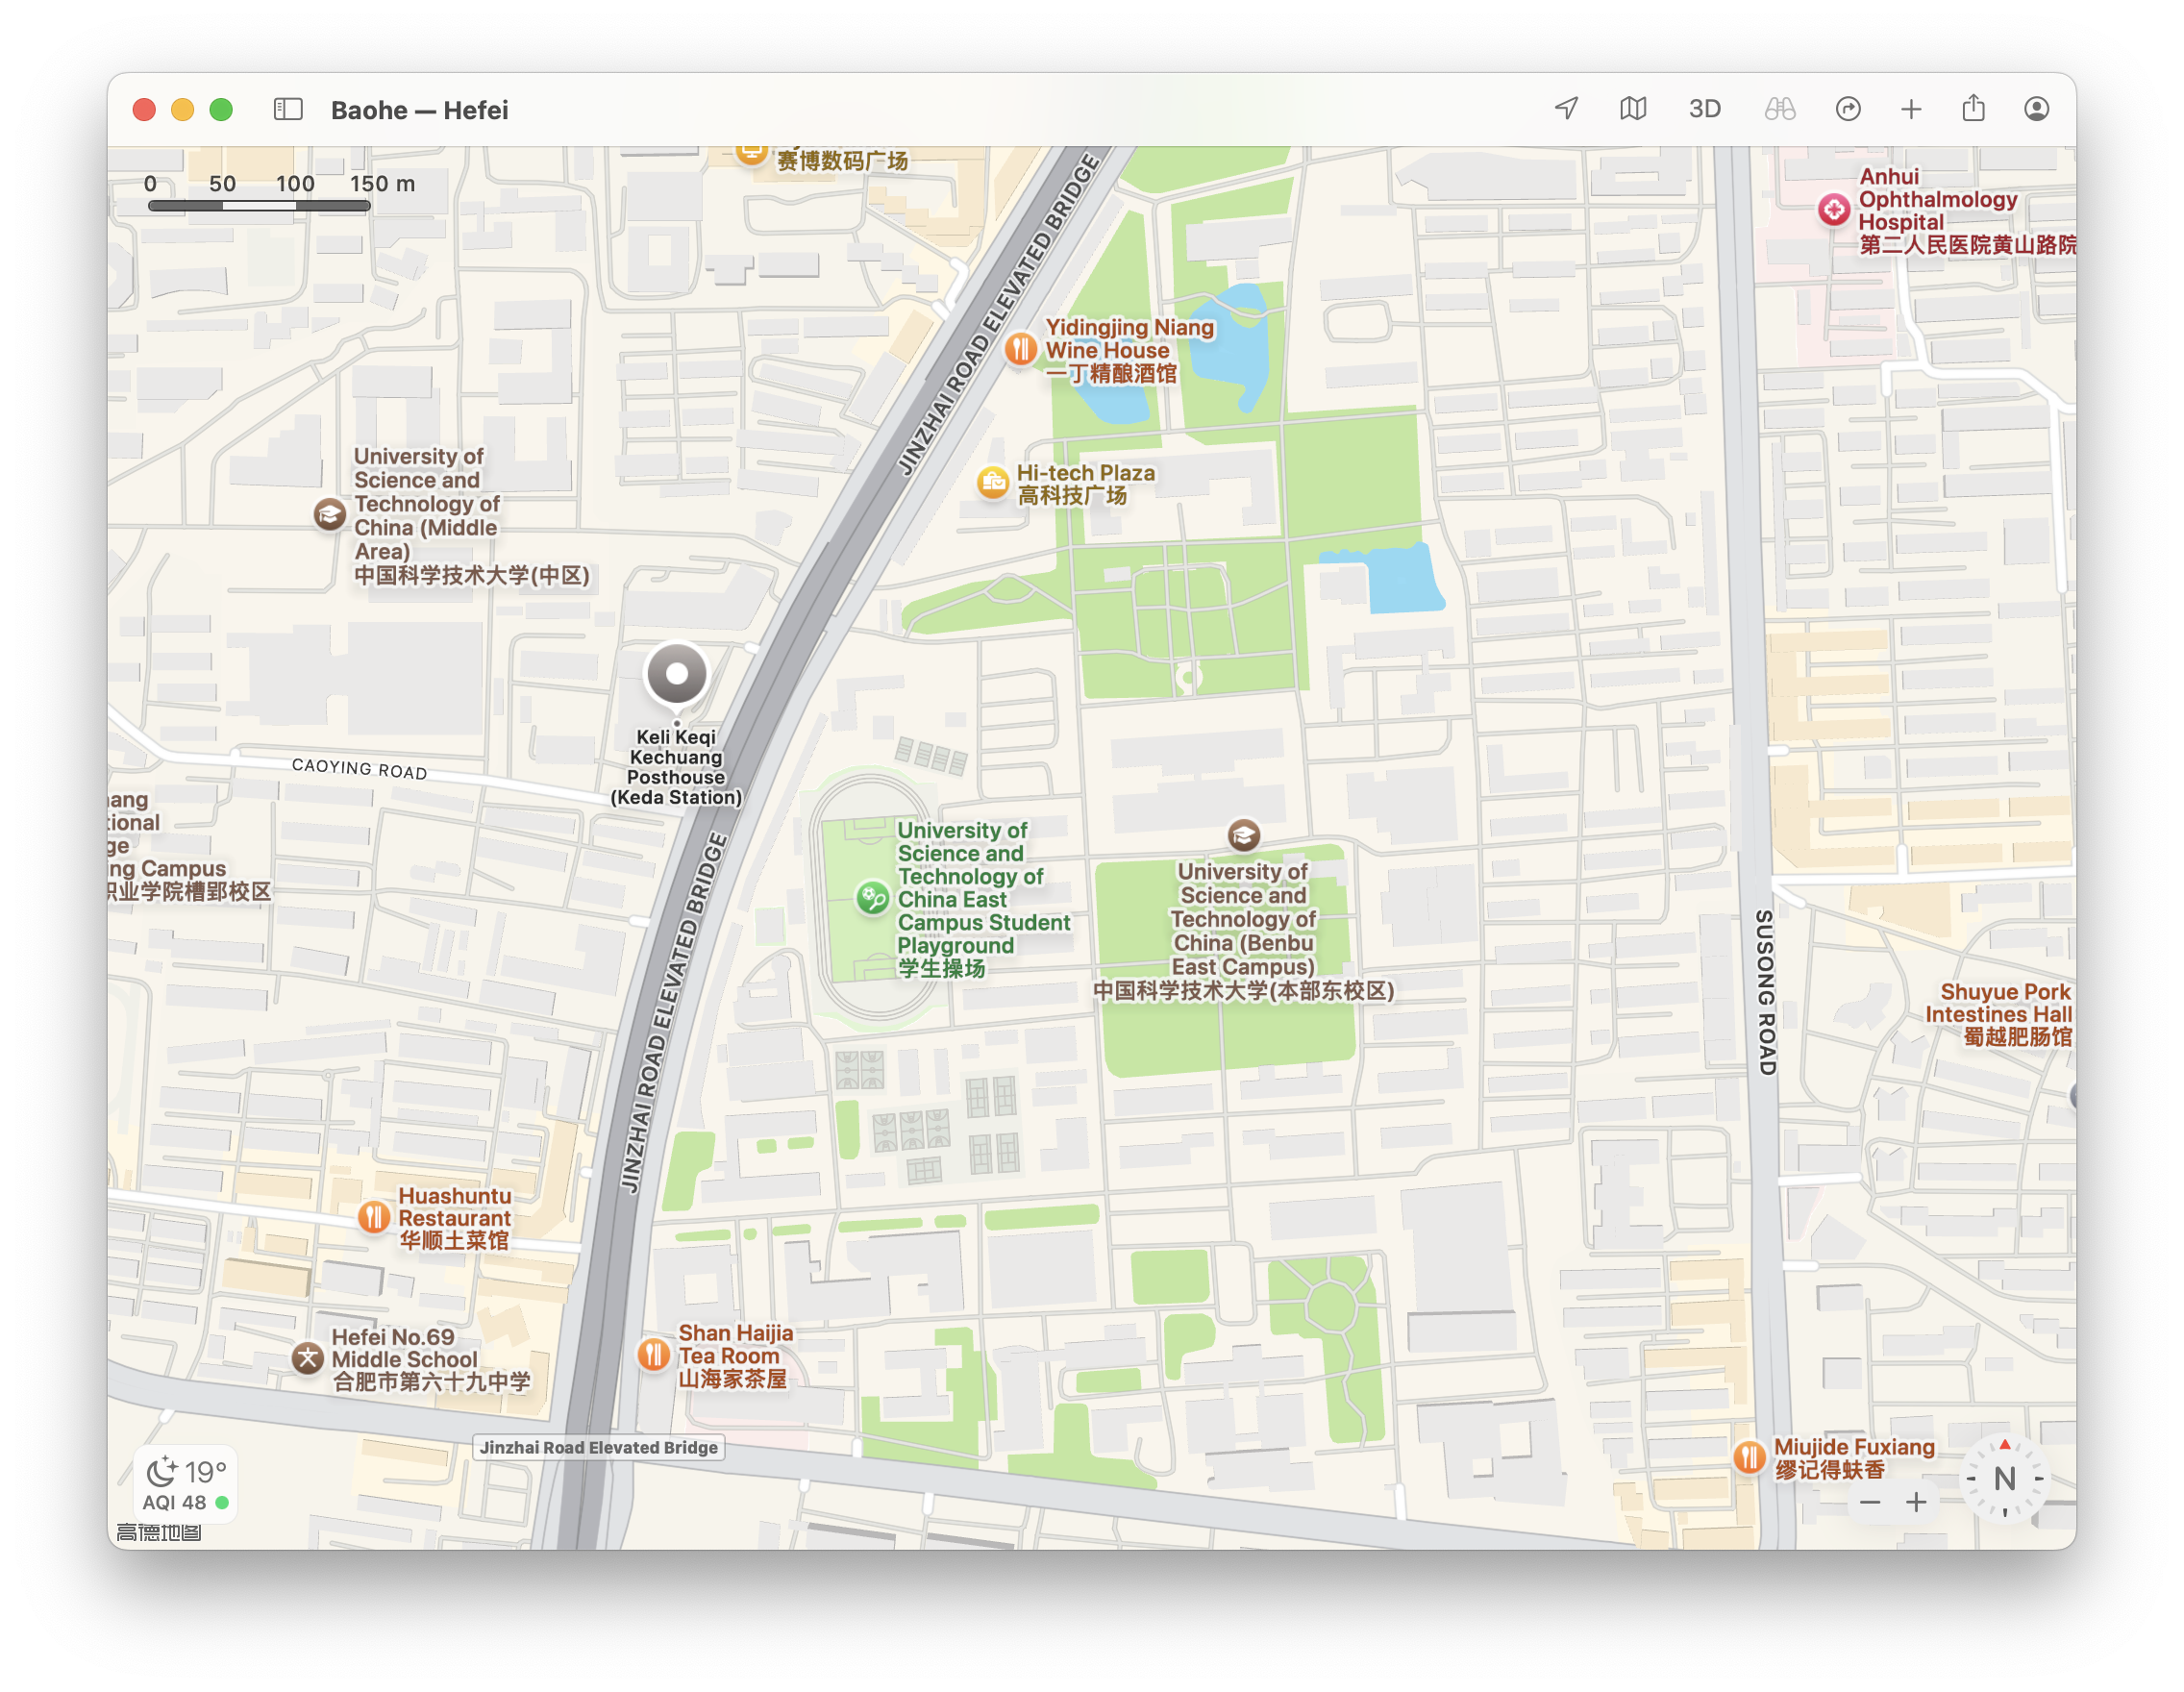 Baohe — Hefei
3D
0 50 100 150 m
赛博数码广场
JINZHAI ROAD ELEVATED BRIDGE
Anhui
Ophthalmology
Hospital
第二人民医院黄山路院
Yidingjing Niang
Wine House
一丁精酿酒馆
Hi-tech Plaza
高科技广场
University of
Science and
Technology of
China (Middle
Area)
中国科学技术大学(中区)
Keli Keqi
Kechuang
Posthouse
(Keda Station)
CAOYING ROAD
ang
tional
ge
ng Campus
职业学院槽郢校区
University of
Science and
Technology of
China East
Campus Student
Playground
学生操场
University of
Science and
Technology of
China (Benbu
East Campus)
中国科学技术大学(本部东校区)
JINZHAI ROAD ELEVATED BRIDGE
SUSONG ROAD
Shuyue Pork
Intestines Hall
蜀越肥肠馆
Huashuntu
Restaurant
华顺土菜馆
Hefei No.69
Middle School
合肥市第六十九中学
Shan Haijia
Tea Room
山海家茶屋
Jinzhai Road Elevated Bridge
Miujide Fuxiang
缪记得蚨香
N
19°
AQI 48
高德地图